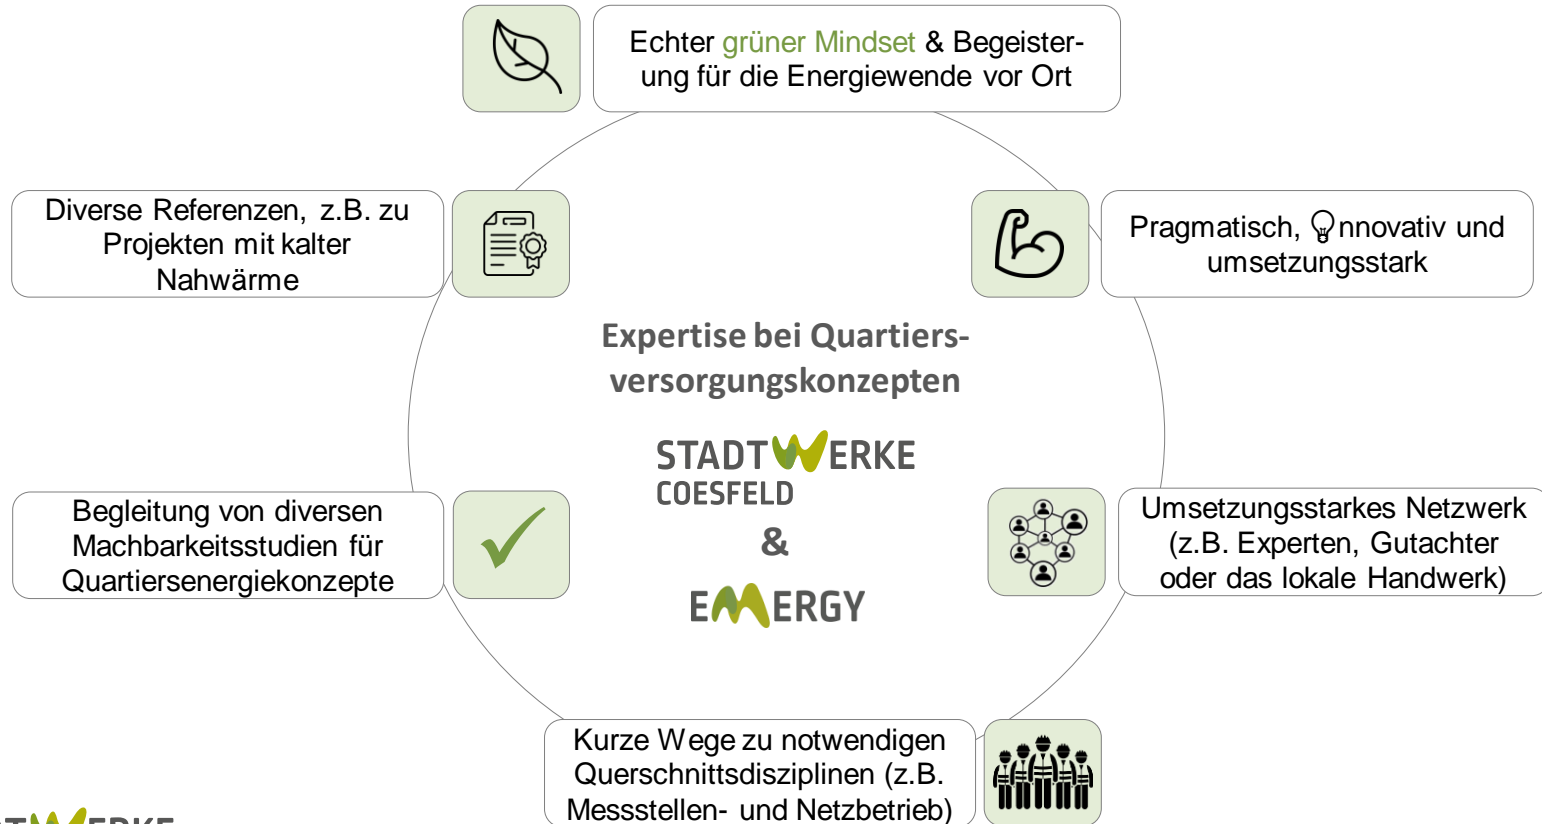 Echter grüner Mindset & Begeister-
ung für die Energiewende vor Ort
Diverse Referenzen, z.B. zu
Projekten mit kalter
Nahwärme
Pragmatisch, nnovativ und
umsetzungsstark
Expertise bei Quartiers-
versorgungskonzepten
STADTWERKE
COESFELD
&
EMERGY
Begleitung von diversen
Machbarkeitsstudien für
Quartiersenergiekonzepte
Umsetzungsstarkes Netzwerk
(z.B. Experten, Gutachter
oder das lokale Handwerk)
Kurze Wege zu notwendigen
Querschnittsdisziplinen (z.B.
Messstellen- und Netzbetrieb)